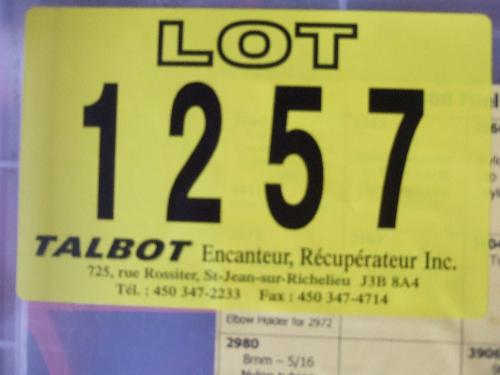 LOT
1257
TALBOT Encanteur, Récupérateur Inc.
725, rue Rossiter, St-Jean-sur-Richelieu J3B 8A4
Tél. : 450 347-2233 Fax : 450 347-4714
Elbow Holder for 2972
2980
8mm – 5/16
3906